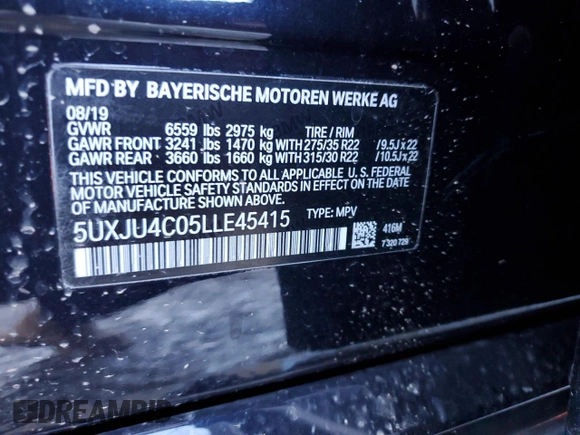 MFD BY BAYERISCHE MOTOREN WERKE AG
08/19
GVWR 6559 lbs 2975 kg TIRE / RIM
GAWR FRONT 3241 lbs 1470 kg WITH 275/35 R22 /9.5Jx22
GAWR REAR 3660 lbs 1660 kg WITH 315/30 R22 /10.5Jx22
THIS VEHICLE CONFORMS TO ALL APPLICABLE U.S. FEDERAL
MOTOR VEHICLE SAFETY STANDARDS IN EFFECT ON THE DATE
OF MANUFACTURE SHOWN ABOVE.
5UXJU4C05LLE45415 TYPE: MPV
416M
7320729
DREAMBID